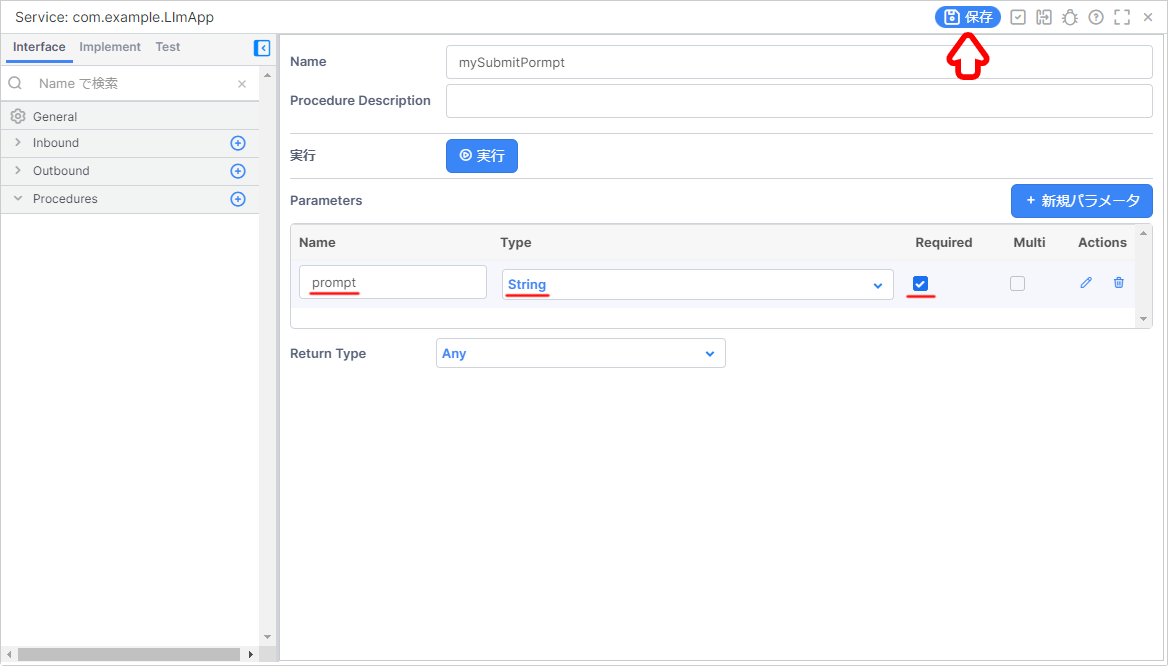 Service: com.example.LlmApp
保存
Interface Implement Test
Name で検索
General
Inbound
Outbound
Procedures
Name mySubmitPormpt
Procedure Description
実行 実行
Parameters + 新規パラメータ
Name Type Required Multi Actions
prompt String
Return Type Any